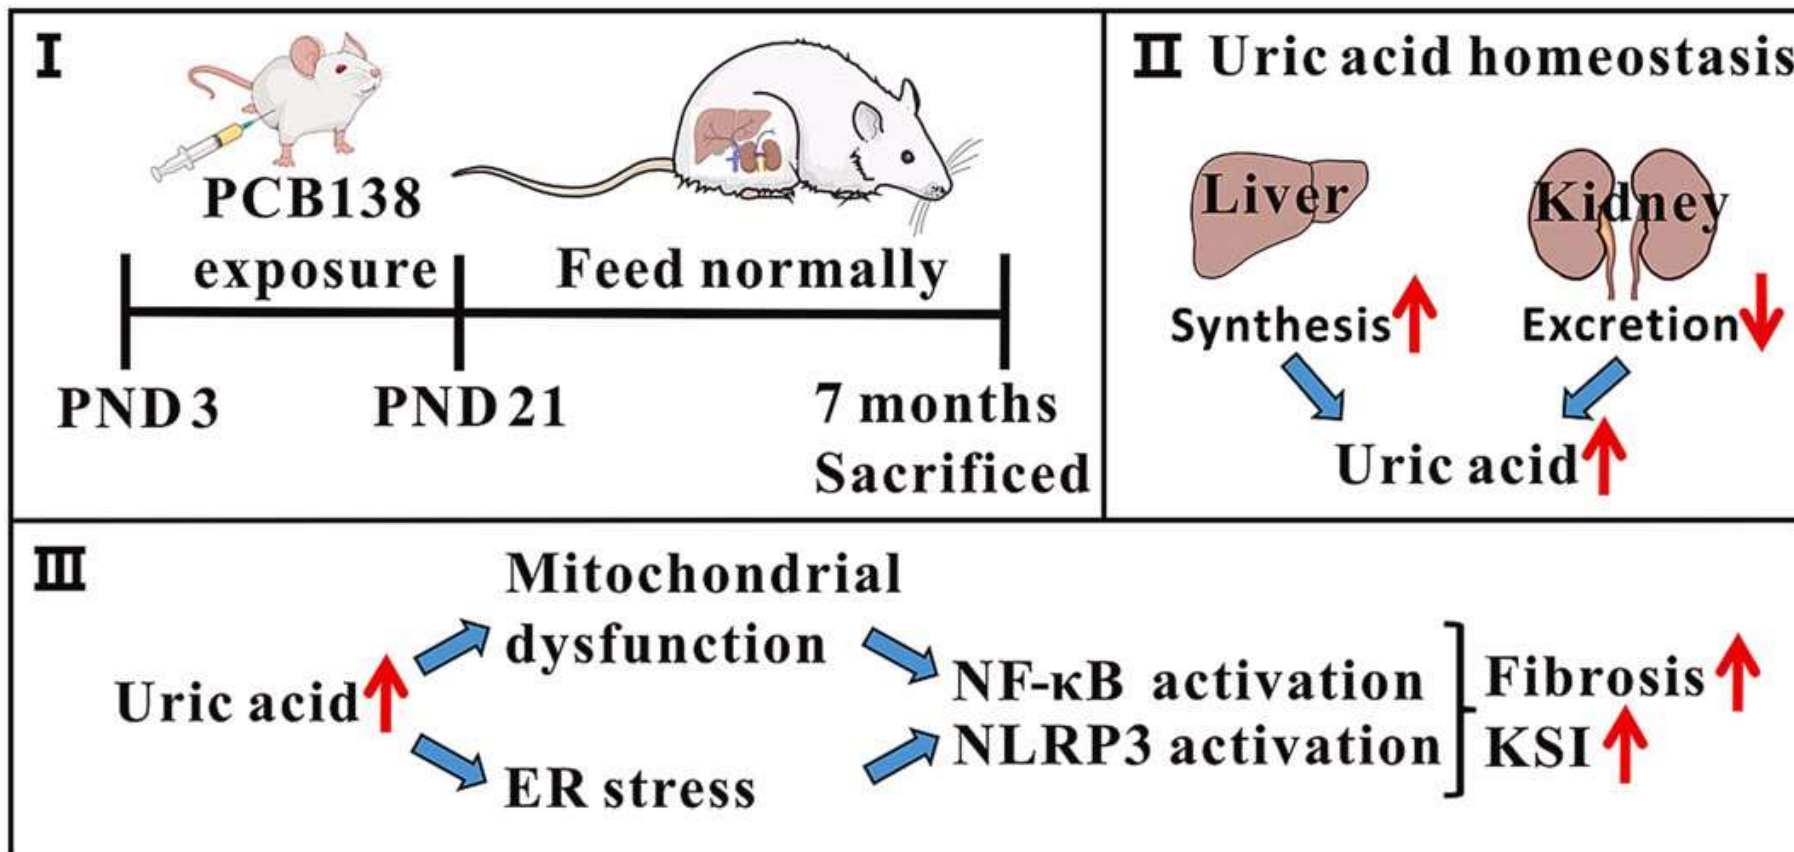 I
PCB138
exposure
Feed normally
PND 3
PND 21
7 months
Sacrificed
II Uric acid homeostasis
Liver
Kidney
Synthesis
Excretion
Uric acid
III
Mitochondrial
dysfunction
Uric acid
ER stress
NF-κB activation
NLRP3 activation
Fibrosis
KSI